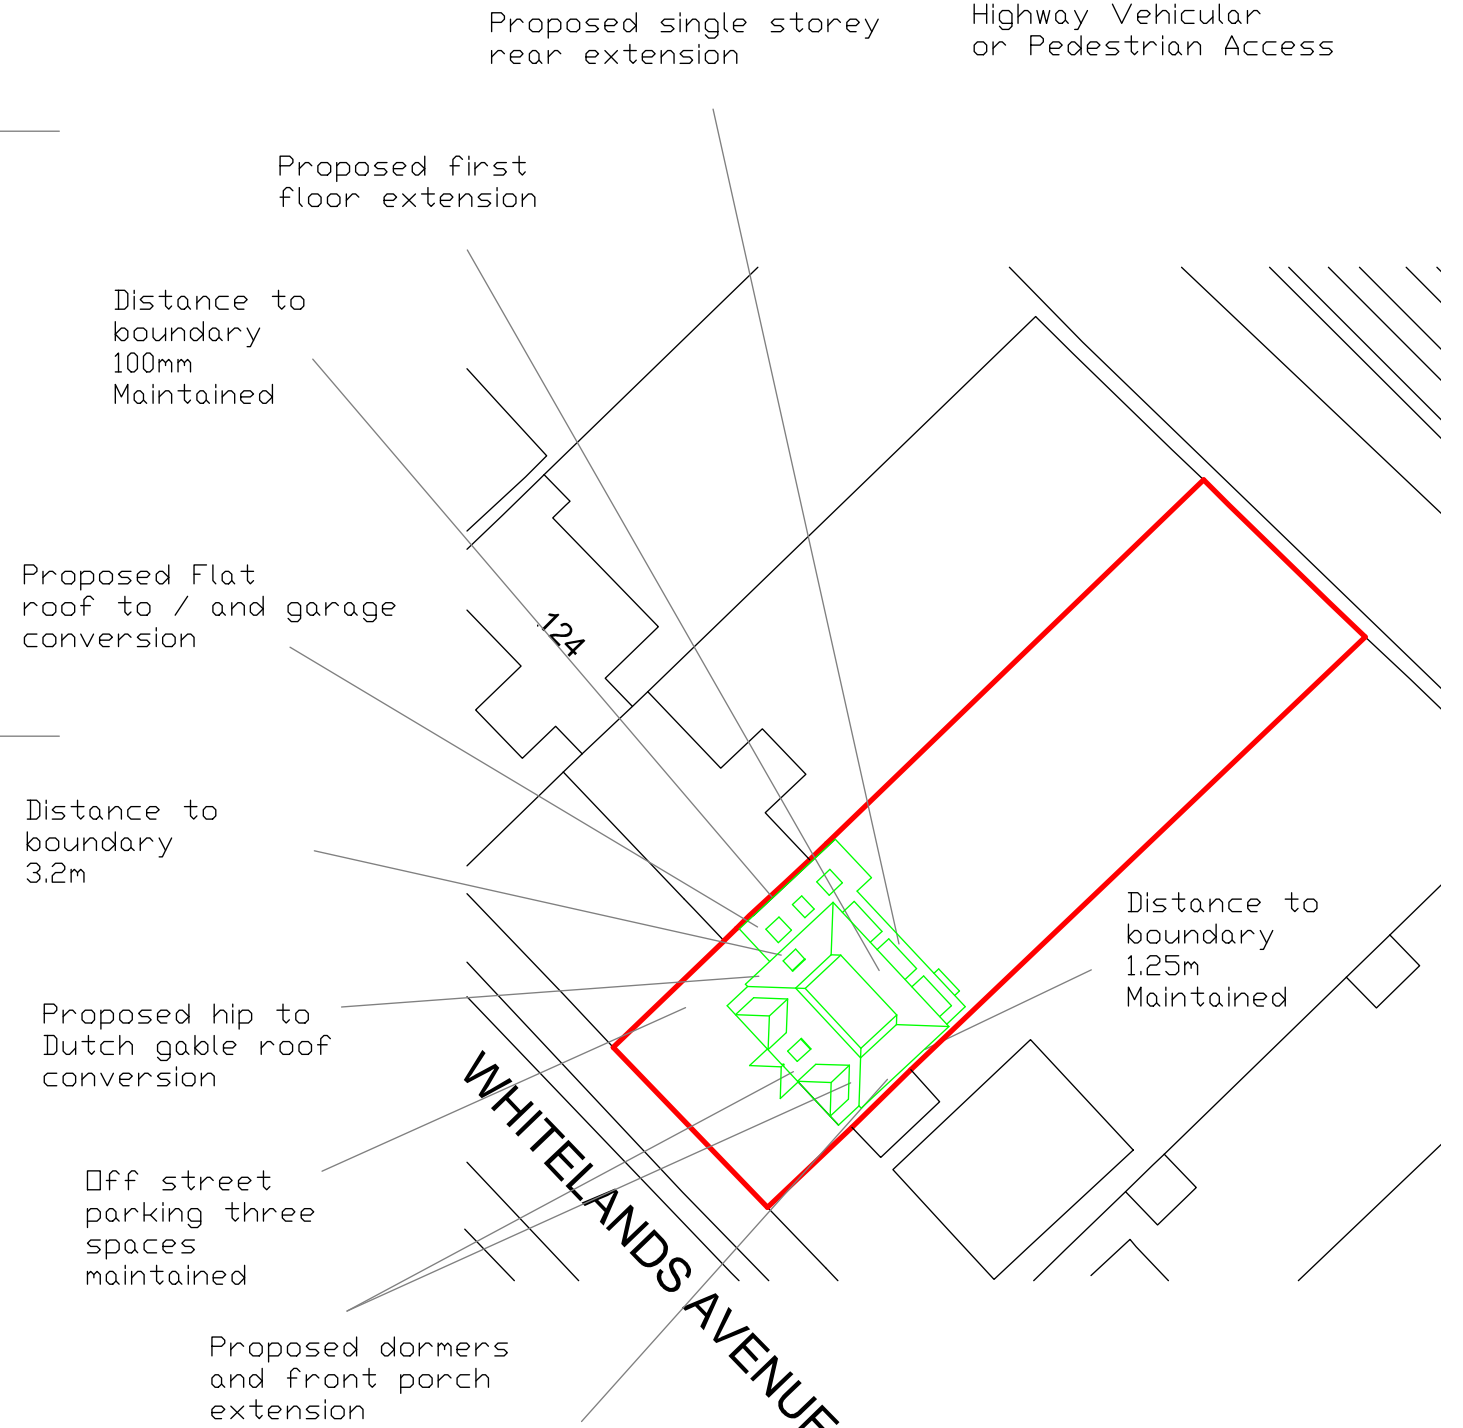 Proposed single storey
rear extension
Highway Vehicular
or Pedestrian Access
Proposed first
floor extension
Distance to
boundary
100mm
Maintained
Proposed Flat
roof to / and garage
conversion
124
Distance to
boundary
3.2m
Distance to
boundary
1.25m
Maintained
Proposed hip to
Dutch gable roof
conversion
WHITELANDS AVENUE
Off street
parking three
spaces
maintained
Proposed dormers
and front porch
extension